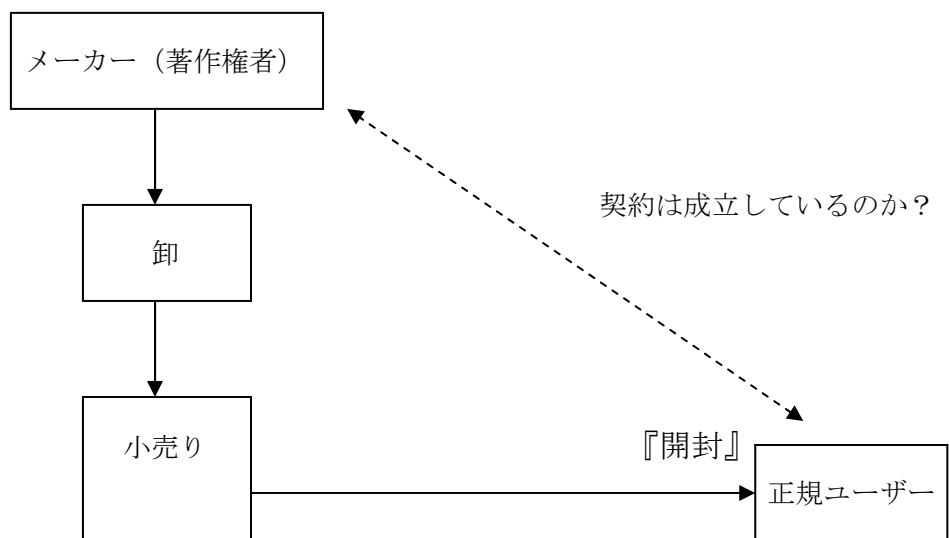 メーカー（著作権者）
契約は成立しているのか？
卸
小売り
『開封』
正規ユーザー